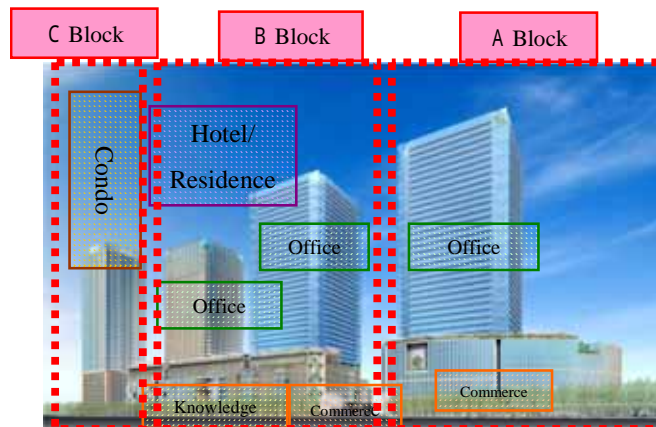 C Block
B Block
A Block
Condo
Hotel/
Residence
Office
Office
Office
Knowledge
Commerce
Commerce